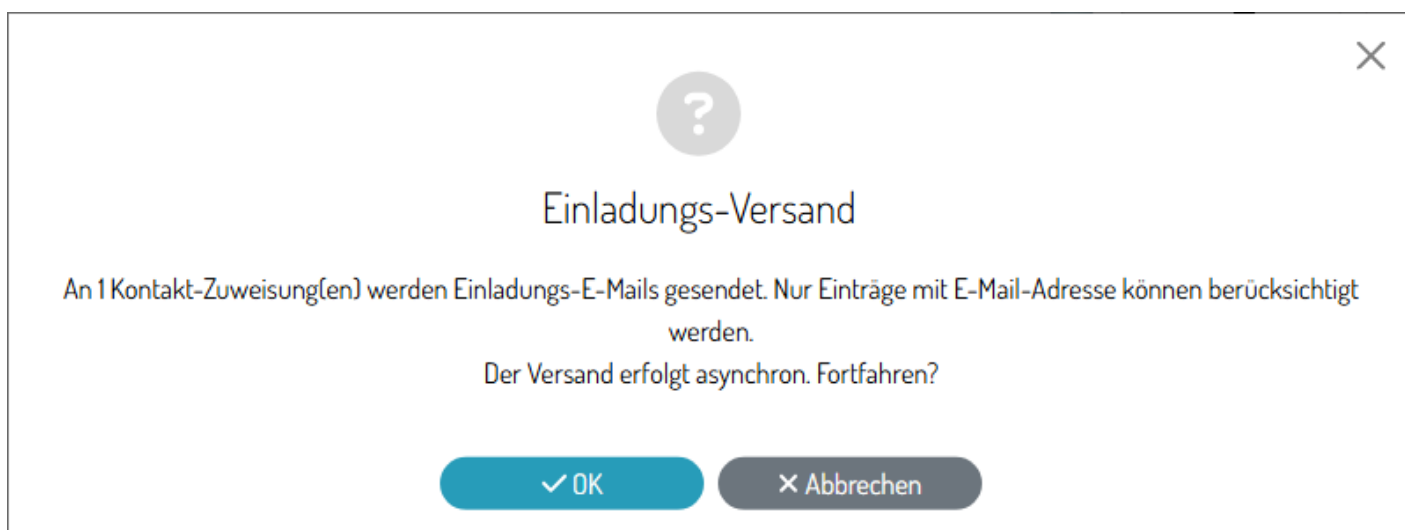 ?
Einladungs-Versand
An 1 Kontakt-Zuweisung(en) werden Einladungs-E-Mails gesendet. Nur Einträge mit E-Mail-Adresse können berücksichtigt
werden.
Der Versand erfolgt asynchron. Fortfahren?
OK
Abbrechen